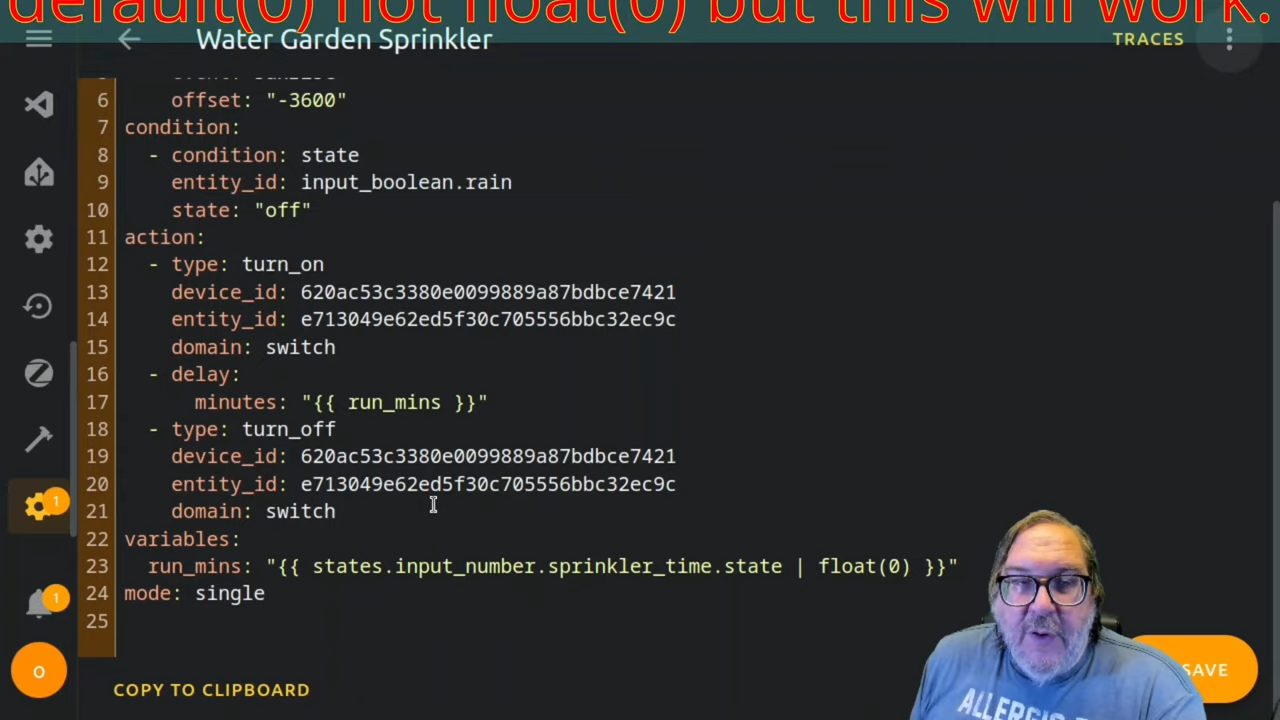 default(0) not float(0) but this will work.
Water Garden Sprinkler
TRACES
6 offset: "-3600"
7 condition:
8 - condition: state
9 entity_id: input_boolean.rain
10 state: "off"
11 action:
12 - type: turn_on
13 device_id: 620ac53c3380e0099889a87bdbce7421
14 entity_id: e713049e62ed5f30c705556bbc32ec9c
15 domain: switch
16 - delay:
17 minutes: "{{ run_mins }}"
18 - type: turn_off
19 device_id: 620ac53c3380e0099889a87bdbce7421
20 entity_id: e713049e62ed5f30c705556bbc32ec9c
21 domain: switch
22 variables:
23 run_mins: "{{ states.input_number.sprinkler_time.state | float(0) }}"
24 mode: single
25
1
1
O
COPY TO CLIPBOARD
SAVE
ALLERGIC